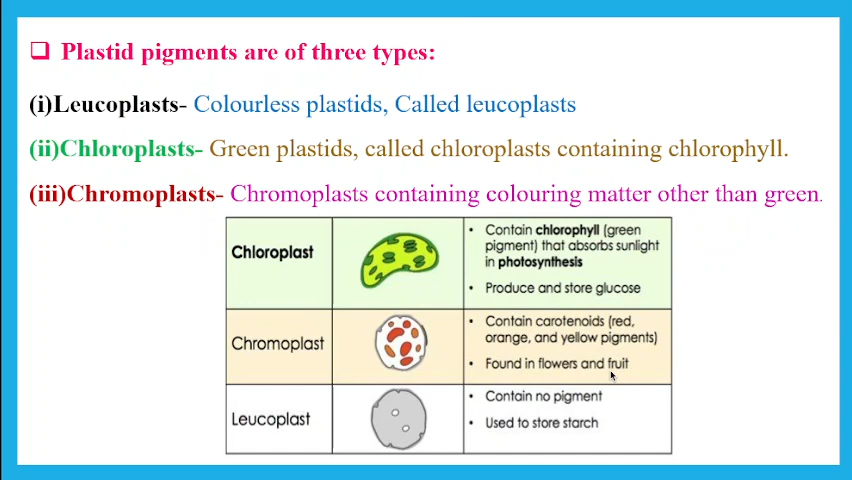 ❑ Plastid pigments are of three types:
(i)Leucoplasts- Colourless plastids, Called leucoplasts
(ii)Chloroplasts- Green plastids, called chloroplasts containing chlorophyll.
(iii)Chromoplasts- Chromoplasts containing colouring matter other than green.
Chloroplast
• Contain chlorophyll (green
pigment) that absorbs sunlight
in photosynthesis
• Produce and store glucose
Chromoplast
• Contain carotenoids (red,
orange, and yellow pigments)
• Found in flowers and fruit
Leucoplast
• Contain no pigment
• Used to store starch